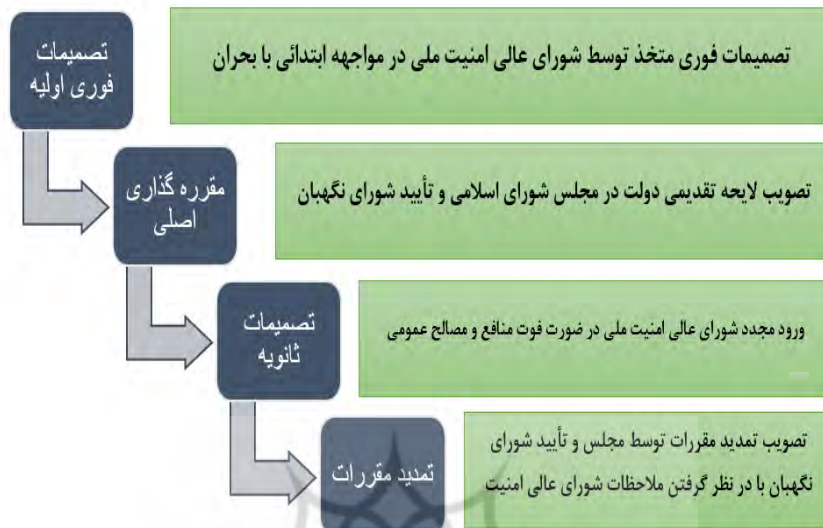 تصمیمات
فوری اولیه
تصمیمات فوری متخذ توسط شورای عالی امنیت ملی در مواجهه ابتدائی با بحران
مقرره گذاری
اصلی
تصویب لایحه تقدیمی دولت در مجلس شورای اسلامی و تأیید شورای نگهبان
تصمیمات
ثانویه
ورود مجدد شورای عالی امنیت ملی در ضورت فوت منافع و مصالح عمومی
تمدید مقررات
تصویب تمدید مقررات توسط مجلس و تأیید شورای
نگهبان با در نظر گرفتن ملاحظات شورای عالی امنیت